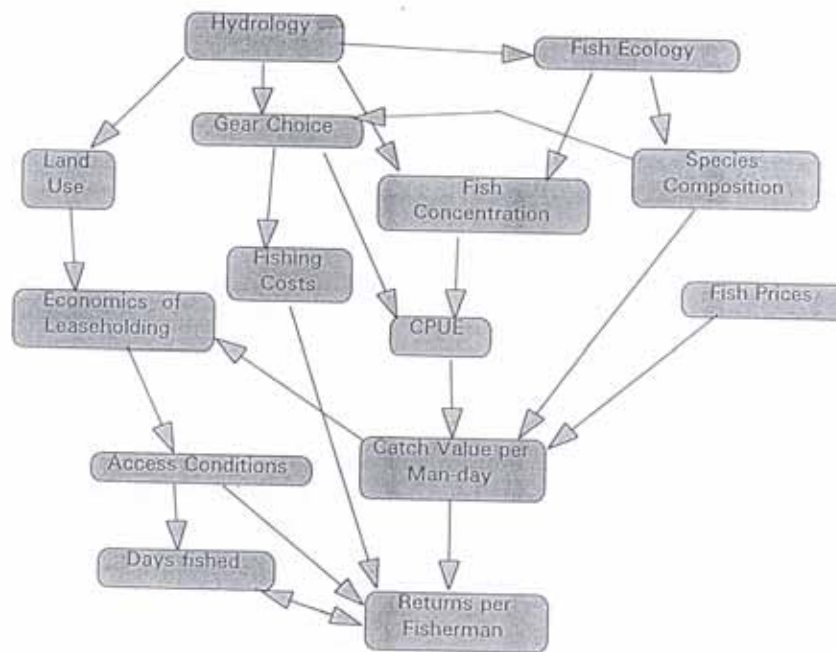 Hydrology
Fish Ecology
Gear Choice
Land
Use
Fish
Concentration
Species
Composition
Fishing
Costs
Economics of
Leaseholding
CPUE
Fish Prices
Access Conditions
Catch Value per
Man-day
Days fished
Returns per
Fisherman